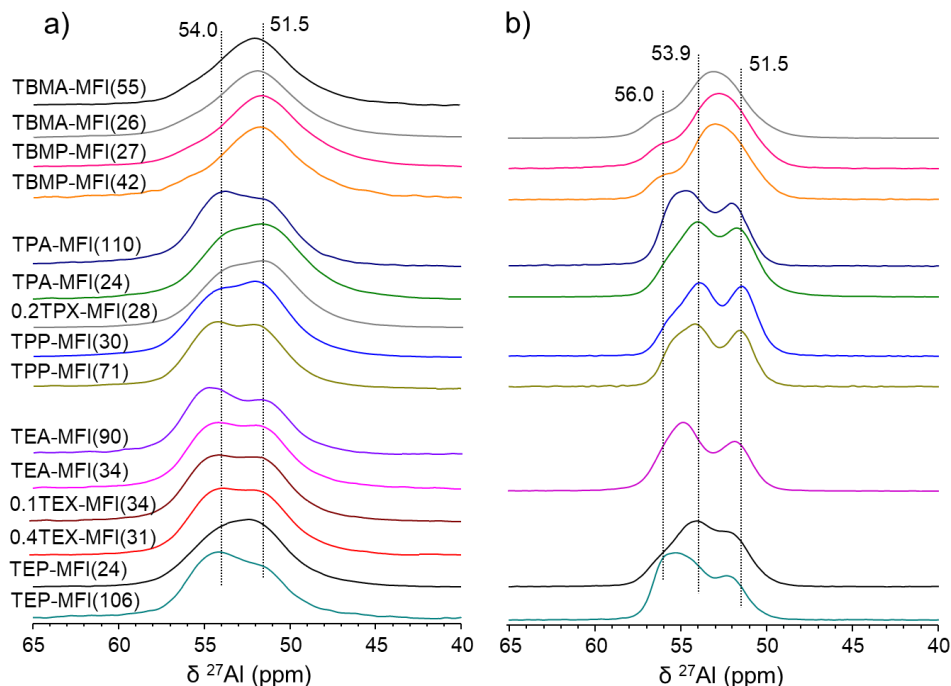 a)
54.0
51.5
TBMA-MFI(55)
TBMA-MFI(26)
TBMP-MFI(27)
TBMP-MFI(42)
TPA-MFI(110)
TPA-MFI(24)
0.2TPX-MFI(28)
TPP-MFI(30)
TPP-MFI(71)
TEA-MFI(90)
TEA-MFI(34)
0.1TEX-MFI(34)
0.4TEX-MFI(31)
TEP-MFI(24)
TEP-MFI(106)
65 60 55 50 45 40
δ ²⁷Al (ppm)
b)
53.9
51.5
56.0
65 60 55 50 45 40
δ ²⁷Al (ppm)